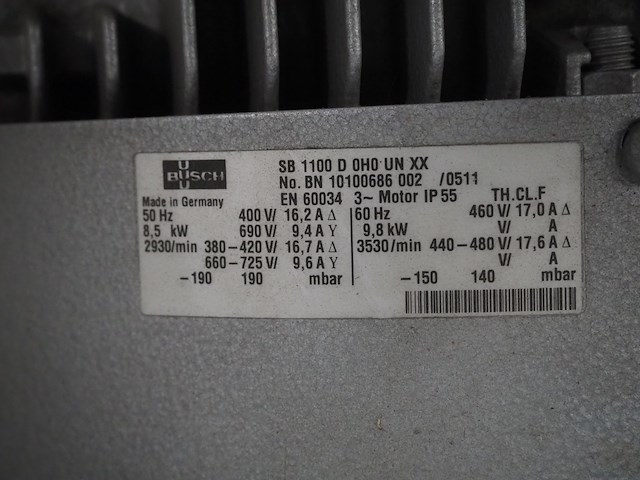 BUSCH
SB 1100 D 0H0 UN XX
No. BN 10100686 002 /0511
Made in Germany EN 60034 3~ Motor IP 55 TH.CL.F
50 Hz 400 V/ 16,2 A Δ 60 Hz 460 V/ 17,0 A Δ
8,5 kW 690 V/ 9,4 A Y 9,8 kW V/ A
2930/min 380-420 V/ 16,7 A Δ 3530/min 440-480 V/ 17,6 A Δ
660-725 V/ 9,6 A Y V/ A
-190 190 mbar -150 140 mbar